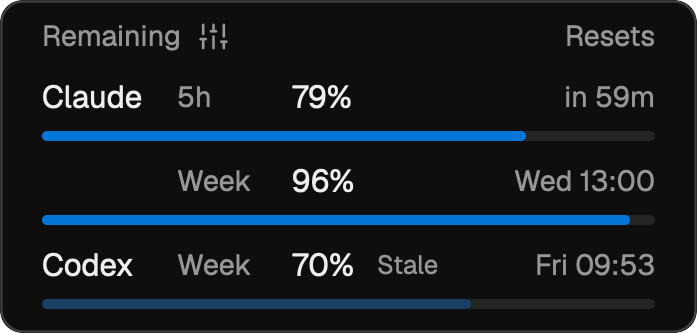 Remaining Resets
Claude 5h 79% in 59m
Week 96% Wed 13:00
Codex Week 70% Stale Fri 09:53